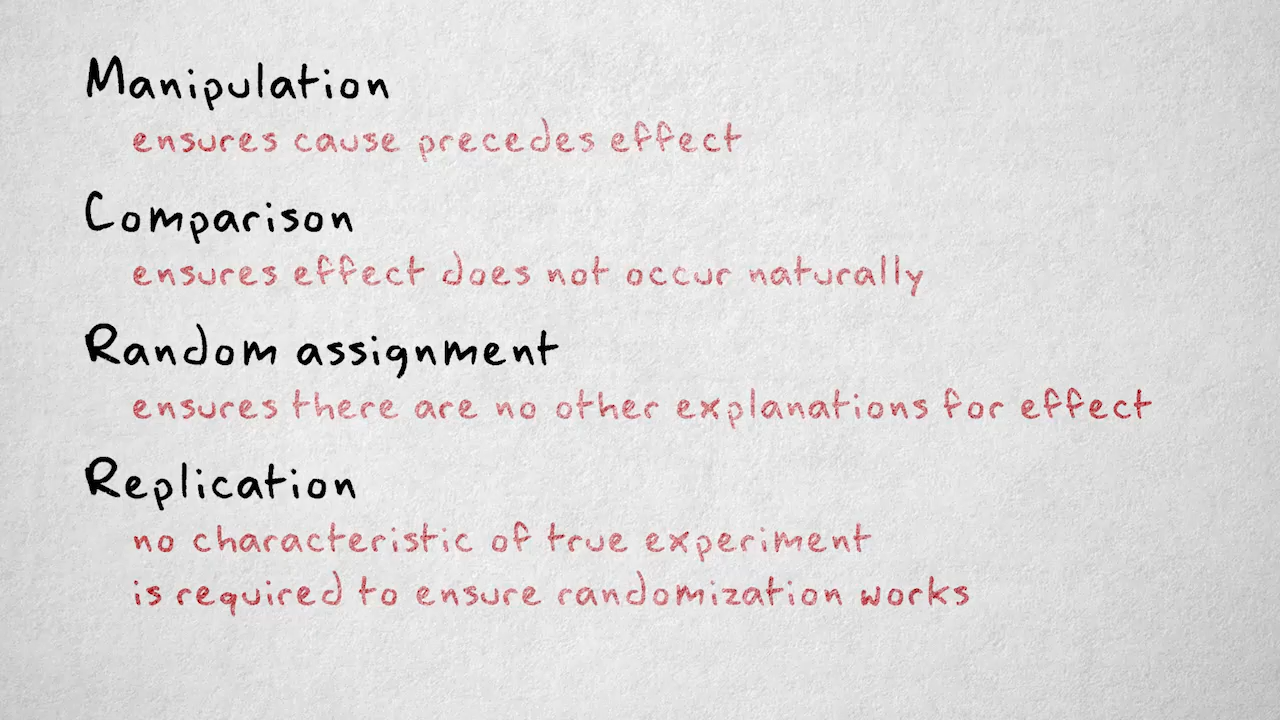 Manipulation
ensures cause precedes effect
Comparison
ensures effect does not occur naturally
Random assignment
ensures there are no other explanations for effect
Replication
no characteristic of true experiment
is required to ensure randomization works